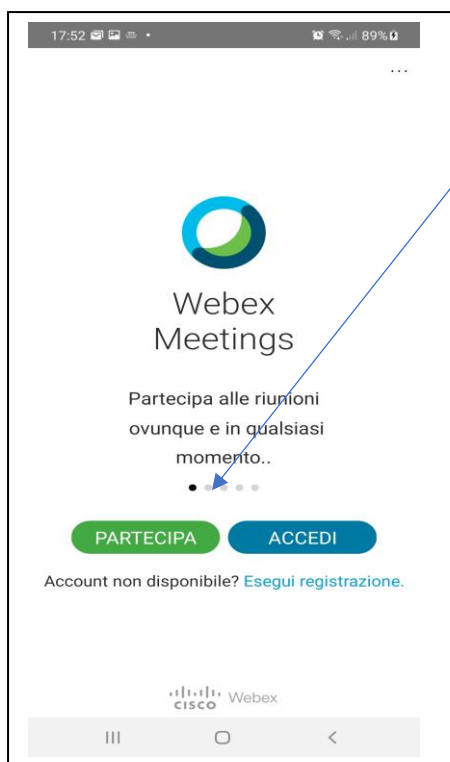 17:52
89%
...
Webex
Meetings
Partecipa alle riunioni
ovunque e in qualsiasi
momento..
PARTECIPA
ACCEDI
Account non disponibile? Esegui registrazione.
CISCO Webex